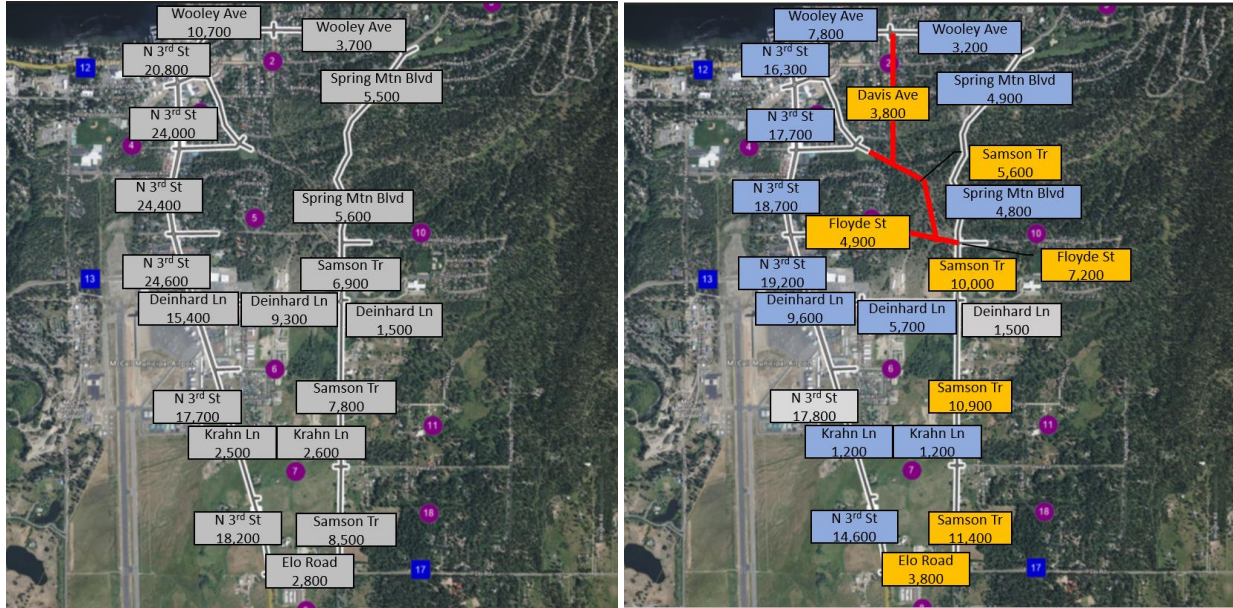 Wooley Ave
10,700
Wooley Ave
3,700
N 3rd St
20,800
12
2
Spring Mtn Blvd
5,500
N 3rd St
24,000
4
N 3rd St
24,400
Spring Mtn Blvd
5,600
5
10
N 3rd St
24,600
Samson Tr
6,900
13
Deinhard Ln
15,400
Deinhard Ln
9,300
Deinhard Ln
1,500
McCall Municipal Airport
6
N 3rd St
17,700
Samson Tr
7,800
11
Krahn Ln
2,500
Krahn Ln
2,600
7
N 3rd St
18,200
Samson Tr
8,500
18
Elo Road
2,800
17
Wooley Ave
7,800
Wooley Ave
3,200
N 3rd St
16,300
12
2
Spring Mtn Blvd
4,900
Davis Ave
3,800
N 3rd St
17,700
4
Samson Tr
5,600
N 3rd St
18,700
Spring Mtn Blvd
4,800
Floyde St
4,900
10
N 3rd St
19,200
Samson Tr
10,000
Floyde St
7,200
13
Deinhard Ln
9,600
Deinhard Ln
5,700
Deinhard Ln
1,500
McCall Municipal Airport
6
N 3rd St
17,800
Samson Tr
10,900
11
Krahn Ln
1,200
Krahn Ln
1,200
7
N 3rd St
14,600
Samson Tr
11,400
18
Elo Road
3,800
17